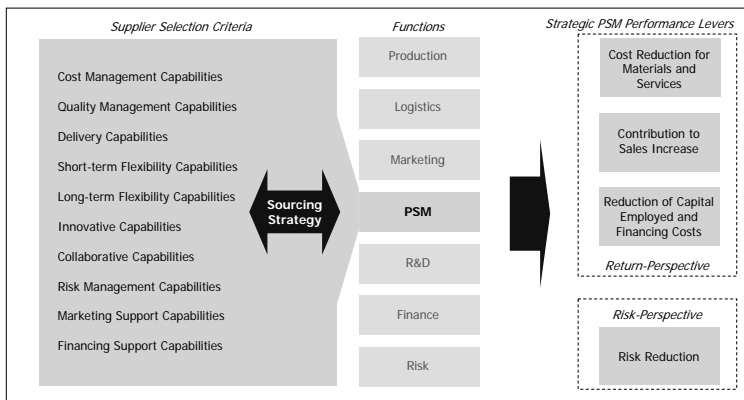 Supplier Selection Criteria
Cost Management Capabilities
Quality Management Capabilities
Delivery Capabilities
Short-term Flexibility Capabilities
Long-term Flexibility Capabilities
Innovative Capabilities
Collaborative Capabilities
Risk Management Capabilities
Marketing Support Capabilities
Financing Support Capabilities
Sourcing
Strategy
Functions
Production
Logistics
Marketing
PSM
R&D
Finance
Risk
Strategic PSM Performance Levers
Cost Reduction for
Materials and
Services
Contribution to
Sales Increase
Reduction of Capital
Employed and
Financing Costs
Return-Perspective
Risk-Perspective
Risk Reduction